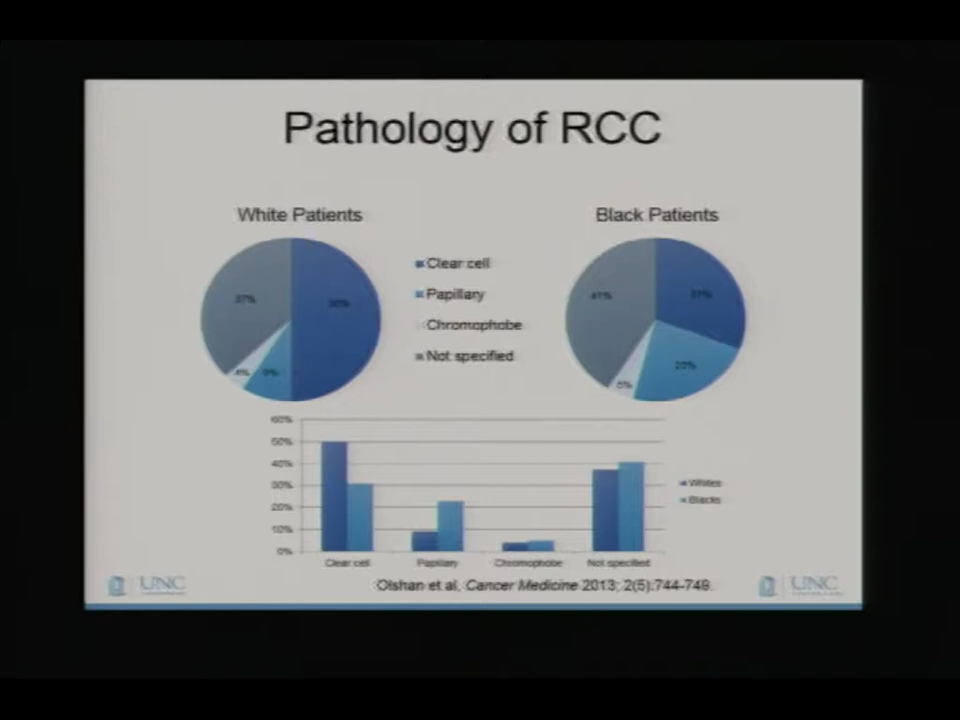 Pathology of RCC
White Patients
Black Patients
Clear cell
Papillary
Chromophobe
Not specified
37%
50%
4%
9%
41%
31%
23%
5%
60%
50%
40%
30%
20%
10%
0%
Clear cell
Papillary
Chromophobe
Not specified
Whites
Blacks
Olshan et al, Cancer Medicine 2013; 2(5):744-749.
UNC
UNC